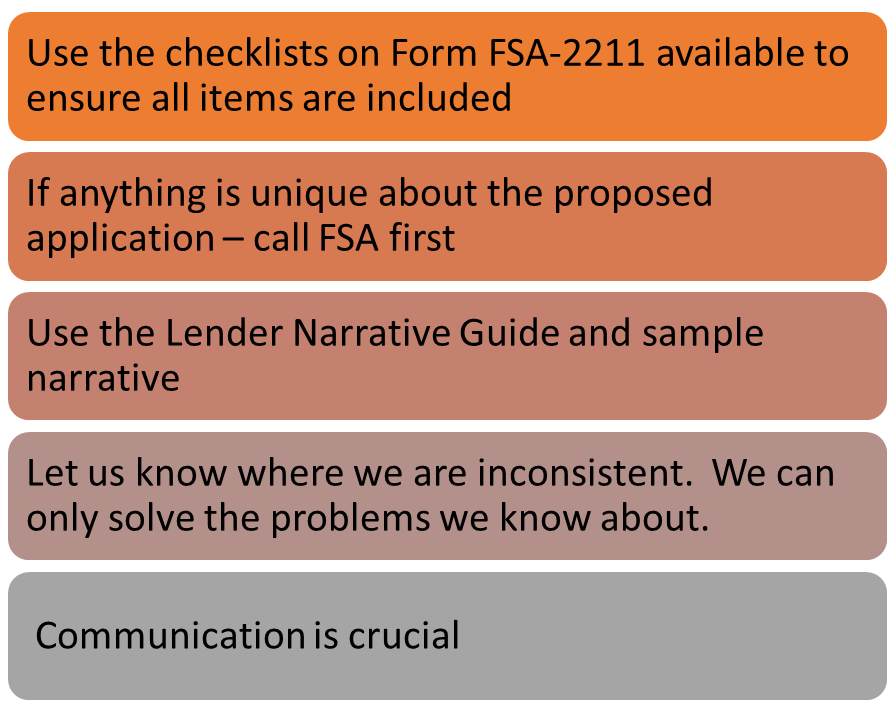 Use the checklists on Form FSA-2211 available to
ensure all items are included
If anything is unique about the proposed
application – call FSA first
Use the Lender Narrative Guide and sample
narrative
Let us know where we are inconsistent.  We can
only solve the problems we know about.
Communication is crucial